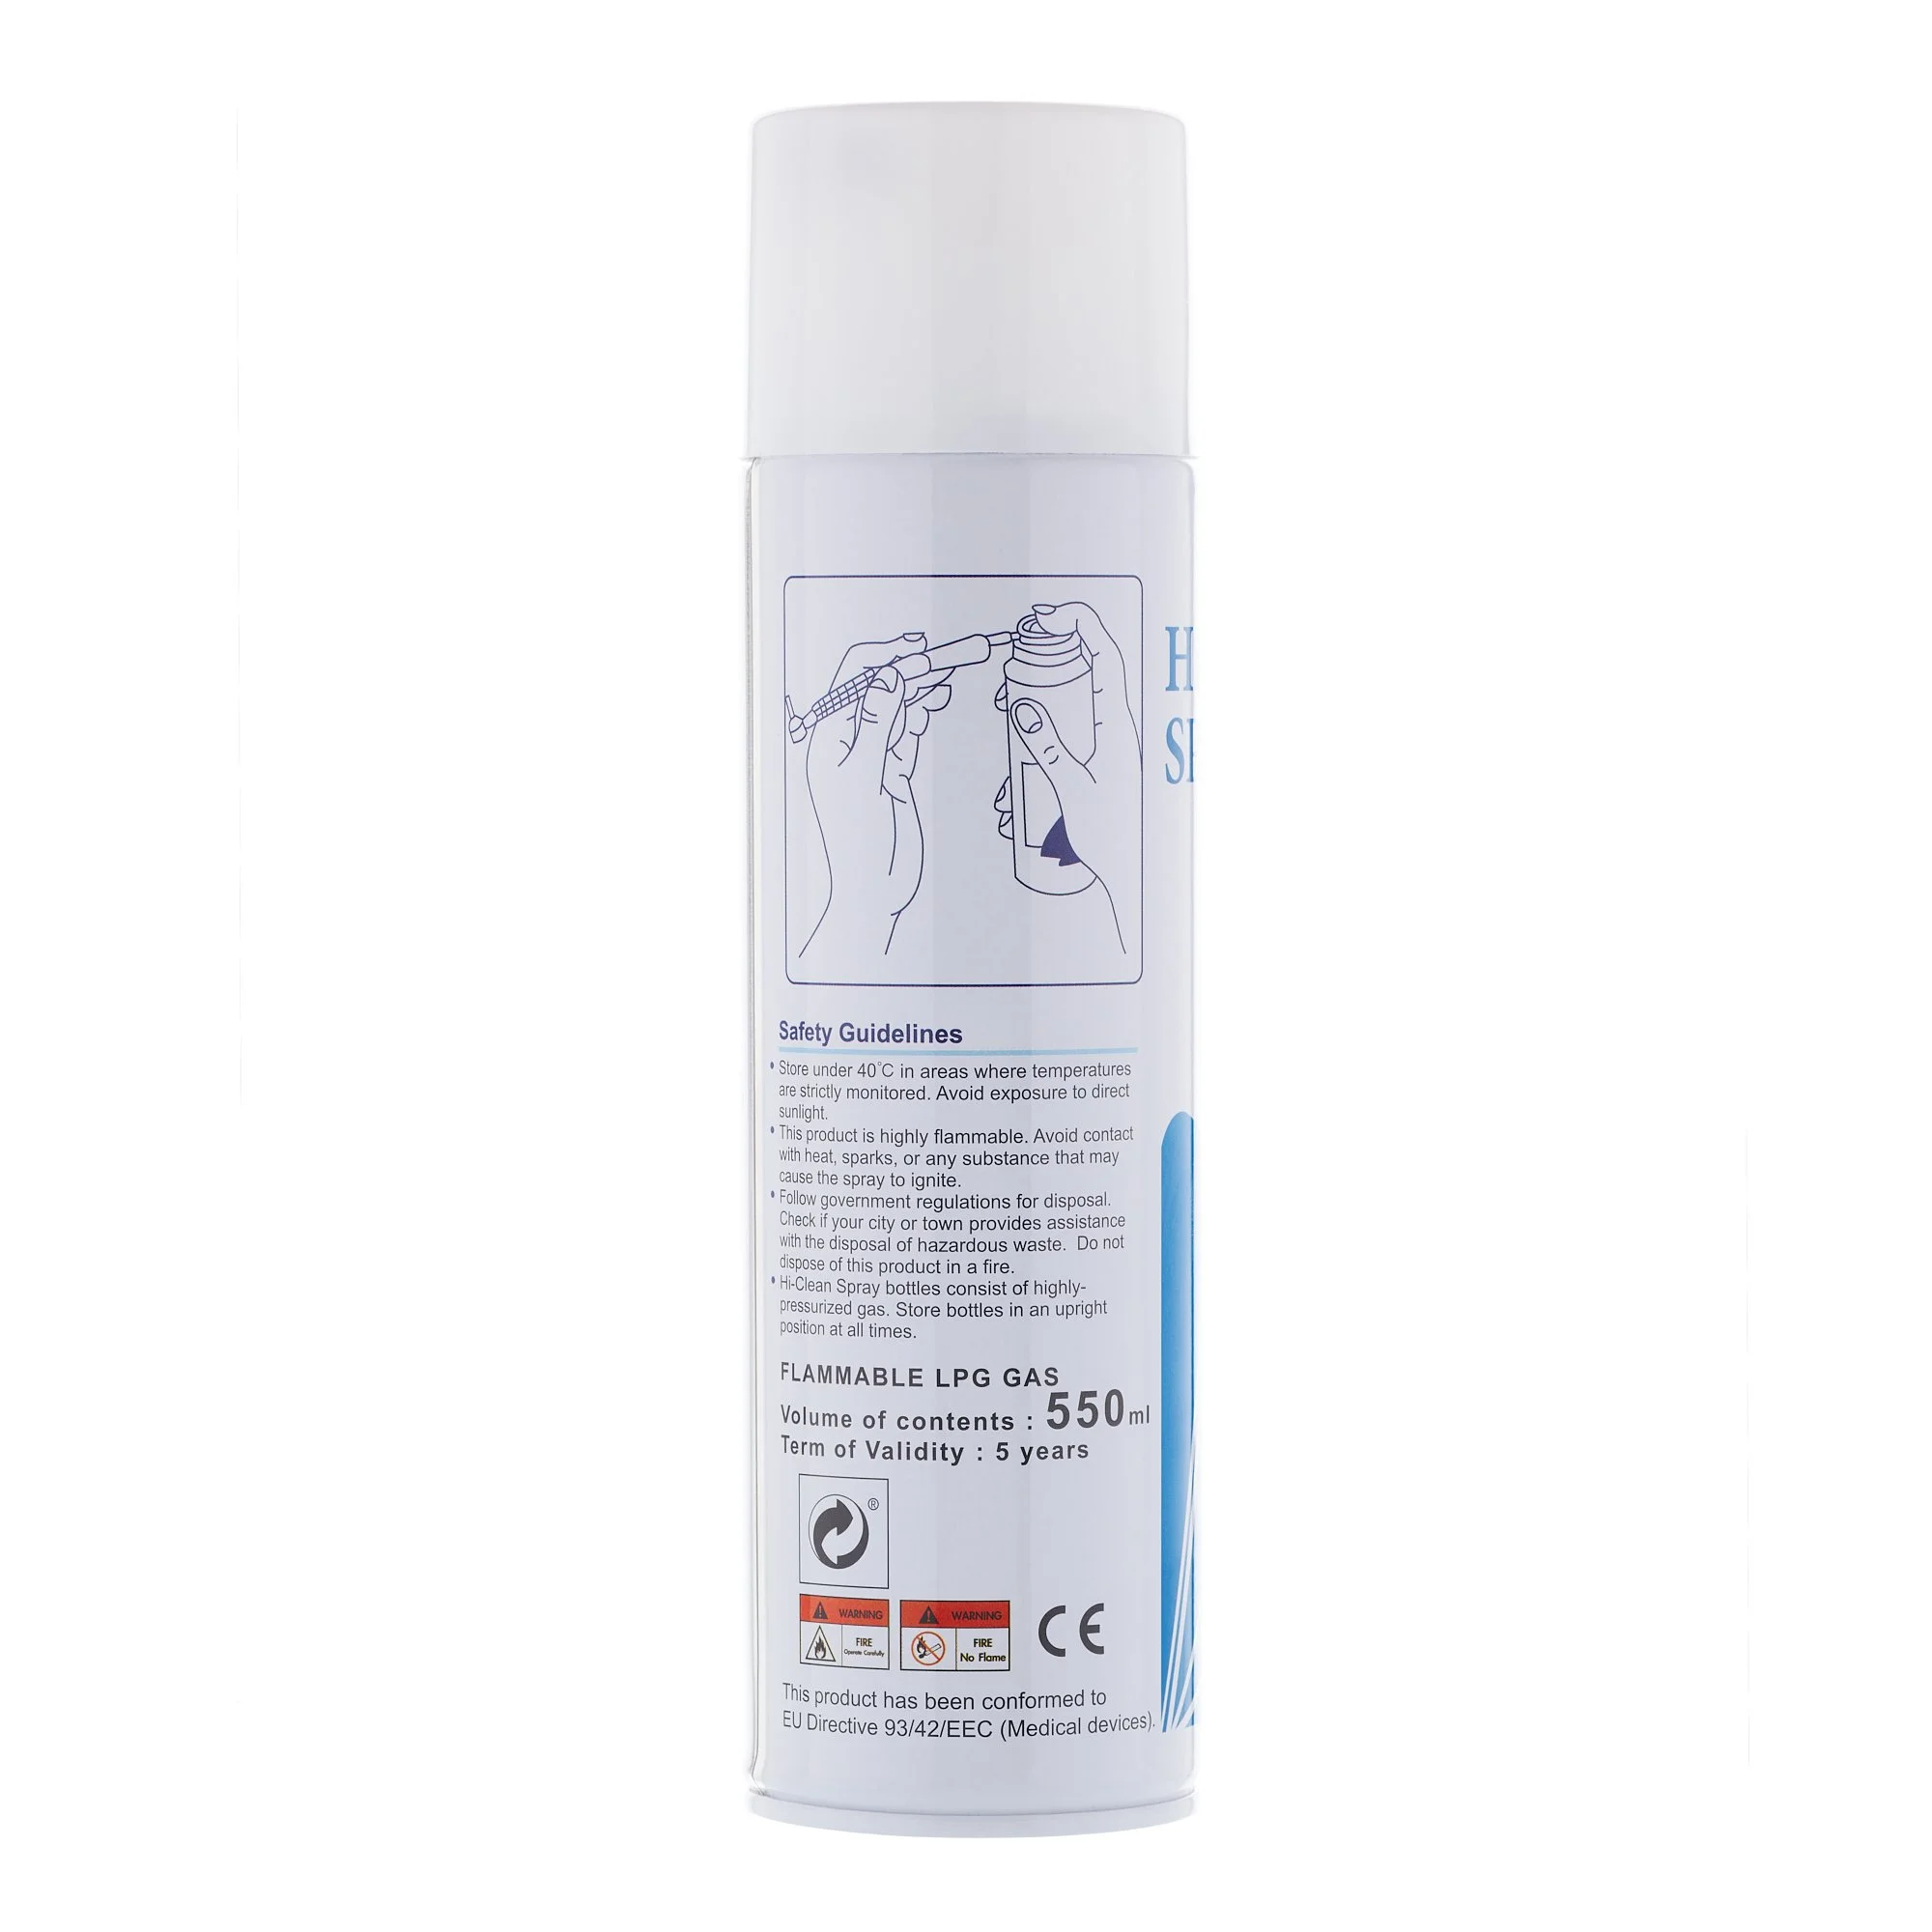 H
SP
Safety Guidelines
• Store under 40°C in areas where temperatures
are strictly monitored. Avoid exposure to direct
sunlight.
• This product is highly flammable. Avoid contact
with heat, sparks, or any substance that may
cause the spray to ignite.
• Follow government regulations for disposal.
Check if your city or town provides assistance
with the disposal of hazardous waste. Do not
dispose of this product in a fire.
• Hi-Clean Spray bottles consist of highly-
pressurized gas. Store bottles in an upright
position at all times.
FLAMMABLE LPG GAS
Volume of contents : 550 ml
Term of Validity : 5 years
®
WARNING
FIRE
Operate Carefully
WARNING
FIRE
No Flame
CE
This product has been conformed to
EU Directive 93/42/EEC (Medical devices).